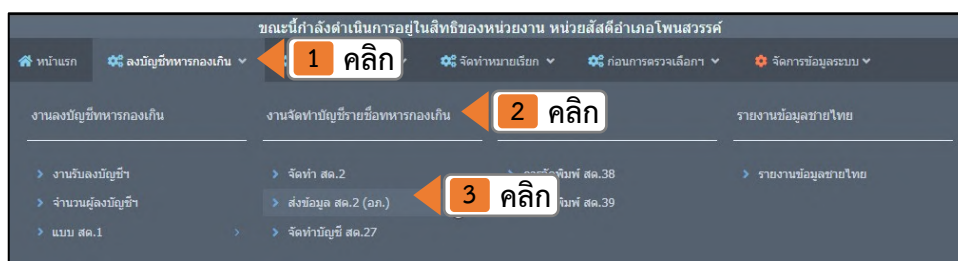 ขณะนี้กำลังดำเนินการอยู่ในสิทธิของหน่วยงาน หน่วยสัสดีอำเภอโพนสวรรค์
หน้าแรก ลงบัญชีทหารกองเกิน 1 คลิก จัดทำหมายเรียก ก่อนการตรวจเลือกฯ จัดการข้อมูลระบบ
งานลงบัญชีทหารกองเกิน งานจัดทำบัญชีรายชื่อทหารกองเกิน 2 คลิก รายงานข้อมูลชายไทย
งานรับลงบัญชีฯ จัดทำ สด.2 สด.38 รายงานข้อมูลชายไทย
จำนวนผู้ลงบัญชีฯ ส่งข้อมูล สด.2 (อภ.) 3 คลิก พิมพ์ สด.39
แบบ สด.1 จัดทำบัญชี สด.27